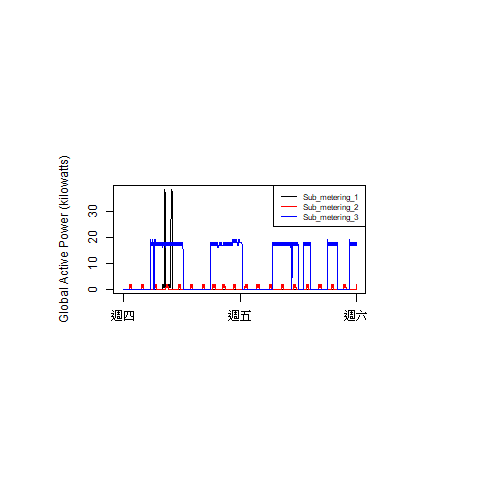 Global Active Power (kilowatts)
30
20
10
0
Sub_metering_1
Sub_metering_2
Sub_metering_3
週四
週五
週六